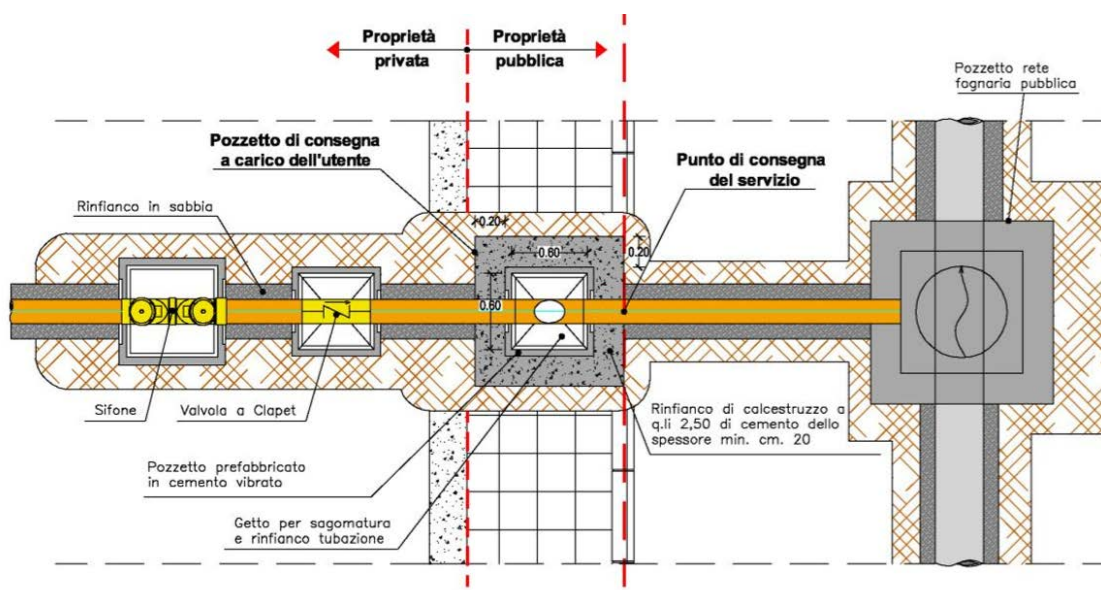 Proprietà
privata
Proprietà
pubblica
Pozzetto rete
fognaria pubblica
Pozzetto di consegna
a carico dell'utente
Punto di consegna
del servizio
Rinfianco in sabbia
0.20
0.60
0.20
0.60
Sifone
Valvola a Clapet
Rinfianco di calcestruzzo a
q.li 2,50 di cemento dello
spessore min. cm. 20
Pozzetto prefabbricato
in cemento vibrato
Getto per sagomatura
e rinfianco tubazione